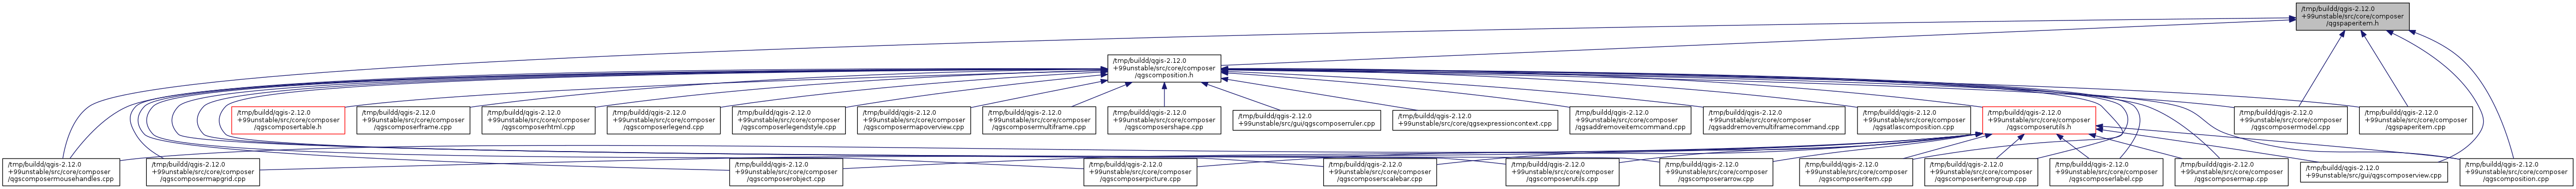 /tmp/buildd/qgis-2.12.0
+99unstable/src/core/composer
/qgspaperitem.h
/tmp/buildd/qgis-2.12.0
+99unstable/src/core/composer
/qgscomposition.h
/tmp/buildd/qgis-2.12.0
+99unstable/src/core/composer
/qgscomposertable.h
/tmp/buildd/qgis-2.12.0
+99unstable/src/core/composer
/qgscomposerframe.cpp
/tmp/buildd/qgis-2.12.0
+99unstable/src/core/composer
/qgscomposerhtml.cpp
/tmp/buildd/qgis-2.12.0
+99unstable/src/core/composer
/qgscomposerlegend.cpp
/tmp/buildd/qgis-2.12.0
+99unstable/src/core/composer
/qgscomposerlegendstyle.cpp
/tmp/buildd/qgis-2.12.0
+99unstable/src/core/composer
/qgscomposermapoverview.cpp
/tmp/buildd/qgis-2.12.0
+99unstable/src/core/composer
/qgscomposermultiframe.cpp
/tmp/buildd/qgis-2.12.0
+99unstable/src/core/composer
/qgscomposershape.cpp
/tmp/buildd/qgis-2.12.0
+99unstable/src/gui/qgscomposerruler.cpp
/tmp/buildd/qgis-2.12.0
+99unstable/src/core/qgsexpressioncontext.cpp
/tmp/buildd/qgis-2.12.0
+99unstable/src/core/composer
/qgsaddremoveitemcommand.cpp
/tmp/buildd/qgis-2.12.0
+99unstable/src/core/composer
/qgsaddremovemultiframecommand.cpp
/tmp/buildd/qgis-2.12.0
+99unstable/src/core/composer
/qgsatlascomposition.cpp
/tmp/buildd/qgis-2.12.0
+99unstable/src/core/composer
/qgscomposerutils.h
/tmp/buildd/qgis-2.12.0
+99unstable/src/core/composer
/qgscomposermodel.cpp
/tmp/buildd/qgis-2.12.0
+99unstable/src/core/composer
/qgspaperitem.cpp
/tmp/buildd/qgis-2.12.0
+99unstable/src/core/composer
/qgscomposermousehandles.cpp
/tmp/buildd/qgis-2.12.0
+99unstable/src/core/composer
/qgscomposermapgrid.cpp
/tmp/buildd/qgis-2.12.0
+99unstable/src/core/composer
/qgscomposerobject.cpp
/tmp/buildd/qgis-2.12.0
+99unstable/src/core/composer
/qgscomposerpicture.cpp
/tmp/buildd/qgis-2.12.0
+99unstable/src/core/composer
/qgscomposerscalebar.cpp
/tmp/buildd/qgis-2.12.0
+99unstable/src/core/composer
/qgscomposerutils.cpp
/tmp/buildd/qgis-2.12.0
+99unstable/src/core/composer
/qgscomposerarrow.cpp
/tmp/buildd/qgis-2.12.0
+99unstable/src/core/composer
/qgscomposeritem.cpp
/tmp/buildd/qgis-2.12.0
+99unstable/src/core/composer
/qgscomposeritemgroup.cpp
/tmp/buildd/qgis-2.12.0
+99unstable/src/core/composer
/qgscomposerlabel.cpp
/tmp/buildd/qgis-2.12.0
+99unstable/src/core/composer
/qgscomposermap.cpp
/tmp/buildd/qgis-2.12.0
+99unstable/src/gui/qgscomposerview.cpp
/tmp/buildd/qgis-2.12.0
+99unstable/src/core/composer
/qgscomposition.cpp